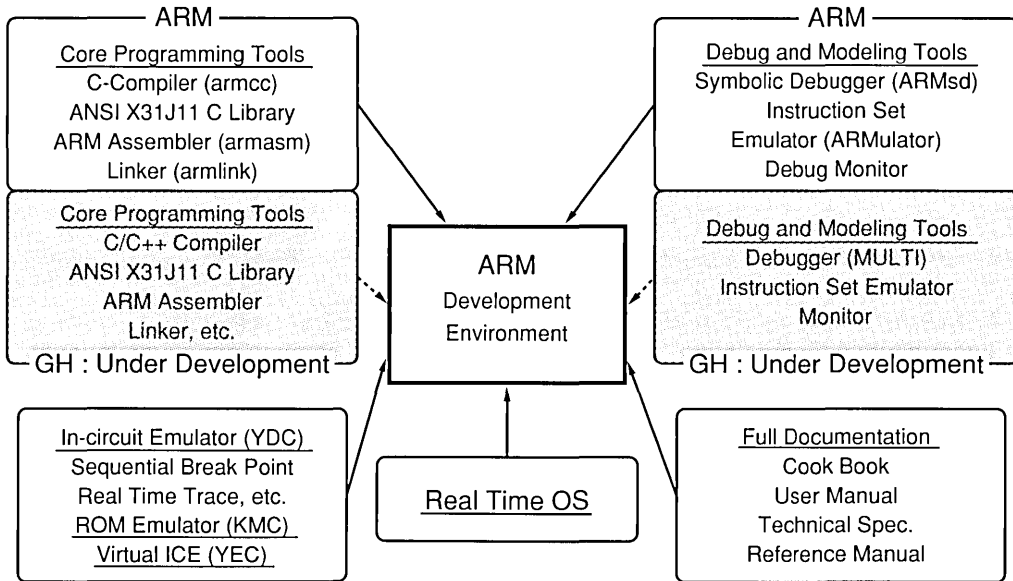 ARM
Core Programming Tools
C-Compiler (armcc)
ANSI X31J11 C Library
ARM Assembler (armasm)
Linker (armlink)
Core Programming Tools
C/C++ Compiler
ANSI X31J11 C Library
ARM Assembler
Linker, etc.
GH : Under Development
In-circuit Emulator (YDC)
Sequential Break Point
Real Time Trace, etc.
ROM Emulator (KMC)
Virtual ICE (YEC)
ARM
Development
Environment
Real Time OS
ARM
Debug and Modeling Tools
Symbolic Debugger (ARMsd)
Instruction Set
Emulator (ARMulator)
Debug Monitor
Debug and Modeling Tools
Debugger (MULTI)
Instruction Set Emulator
Monitor
GH : Under Development
Full Documentation
Cook Book
User Manual
Technical Spec.
Reference Manual